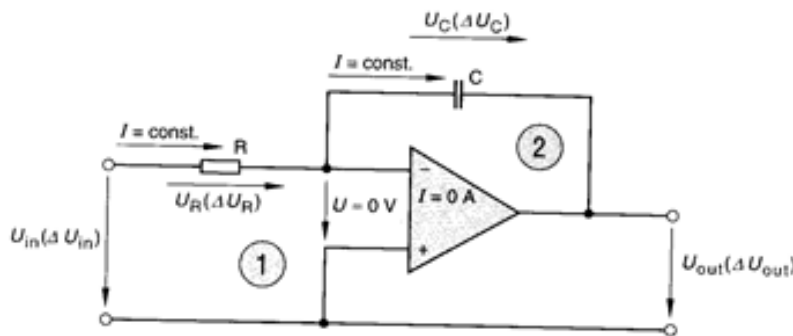 U_C(ΔU_C)
I = const.
C
I = const.
R
2
−
U_R(ΔU_R)
U = 0 V
I = 0 A
U_in(ΔU_in)
1
+
U_out(ΔU_out)